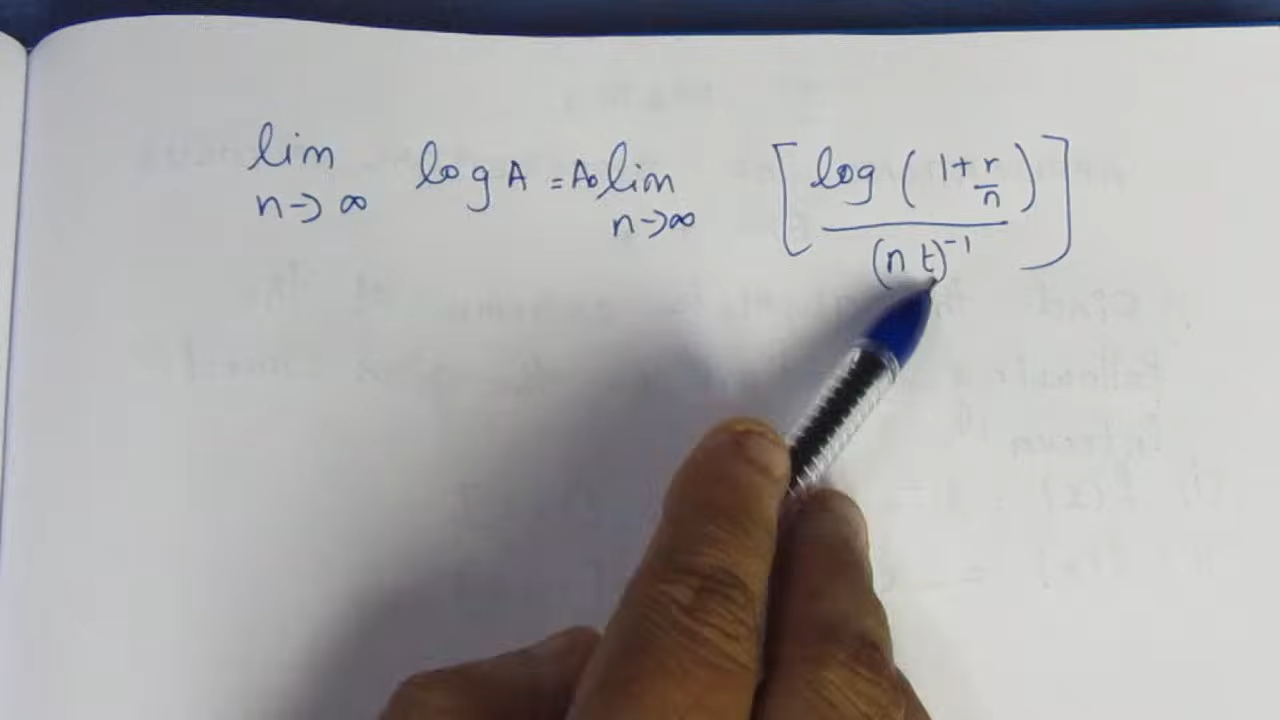 lim log A = A₀ lim [ log (1 + r/n) / (n t)⁻¹ ]
n→∞ n→∞